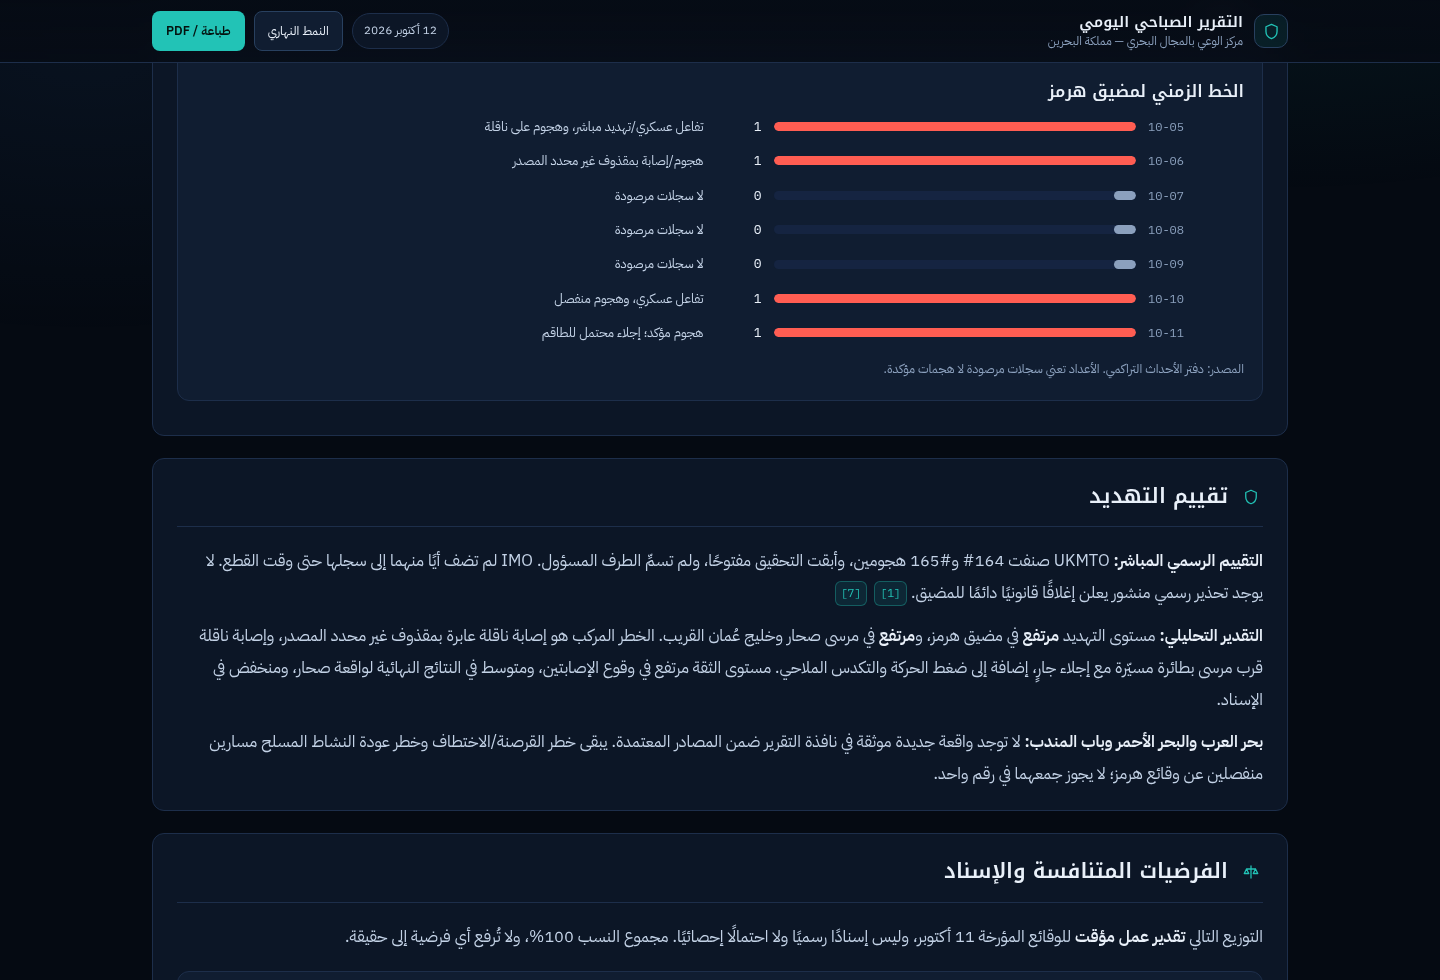 التقرير الصباحي اليومي
مركز الوعي بالمجال البحري — مملكة البحرين
12 أكتوبر 2026
النمط النهاري
طباعة / PDF
الخط الزمني لمضيق هرمز
10-05 1 تفاعل عسكري/تهديد مباشر، وهجوم على ناقلة
10-06 1 هجوم/إصابة بمقذوف غير محدد المصدر
10-07 0 لا سجلات مرصودة
10-08 0 لا سجلات مرصودة
10-09 0 لا سجلات مرصودة
10-10 1 تفاعل عسكري، وهجوم منفصل
10-11 1 هجوم مؤكد؛ إجلاء محتمل للطاقم
المصدر: دفتر الأحداث التراكمي. الأعداد تعني سجلات مرصودة لا هجمات مؤكدة.
تقييم التهديد
التقييم الرسمي المباشر: UKMTO صنفت 164# و165# هجومين، وأبقت التحقيق مفتوحًا، ولم تسمِّ الطرف المسؤول. IMO لم تضف أيًا منهما إلى سجلها حتى وقت القطع. لا
يوجد تحذير رسمي منشور يعلن إغلاقًا قانونيًا دائمًا للمضيق. [1] [7]
التقدير التحليلي: مستوى التهديد مرتفع في مضيق هرمز، ومرتفع في مرسى صحار وخليج عُمان القريب. الخطر المركب هو إصابة ناقلة عابرة بمقذوف غير محدد المصدر، وإصابة ناقلة
قرب مرسى بطائرة مسيّرة مع إجلاء جارٍ، إضافة إلى ضغط الحركة والتكدس الملاحي. مستوى الثقة مرتفع في وقوع الإصابتين، ومتوسط في النتائج النهائية لواقعة صحار، ومنخفض في
الإسناد.
بحر العرب والبحر الأحمر وباب المندب: لا توجد واقعة جديدة موثقة في نافذة التقرير ضمن المصادر المعتمدة. يبقى خطر القرصنة/الاختطاف وخطر عودة النشاط المسلح مسارين
منفصلين عن وقائع هرمز؛ لا يجوز جمعهما في رقم واحد.
الفرضيات المتنافسة والإسناد
التوزيع التالي تقدير عمل مؤقت للوقائع المؤرخة 11 أكتوبر، وليس إسنادًا رسميًا ولا احتمالًا إحصائيًا. مجموع النسب 100%، ولا تُرفع أي فرضية إلى حقيقة.